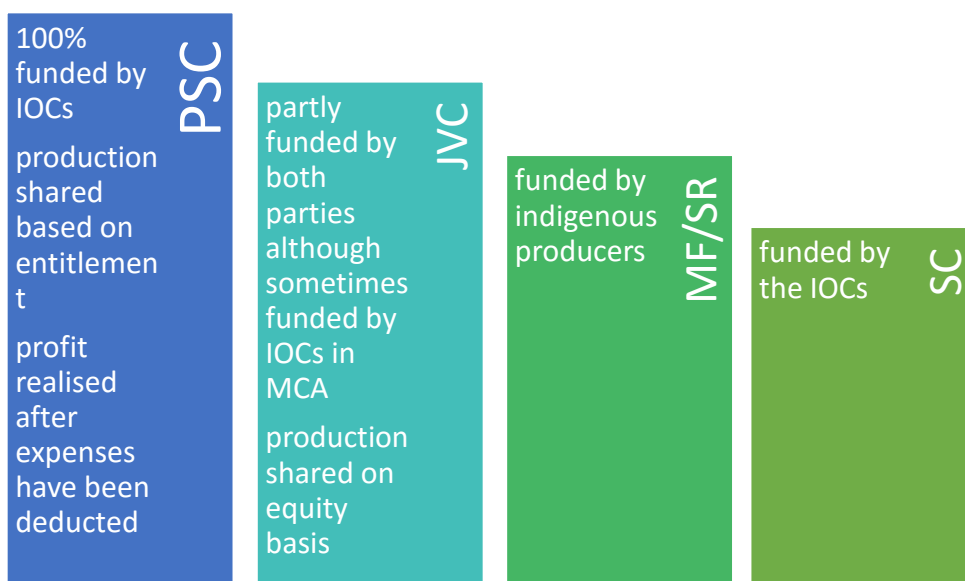 PSC
100%
funded by
IOCs
production
shared
based on
entitlemen
t
profit
realised
after
expenses
have been
deducted
JVC
partly
funded by
both
parties
although
sometimes
funded by
IOCs in
MCA
production
shared on
equity
basis
MF/SR
funded by
indigenous
producers
SC
funded by
the IOCs